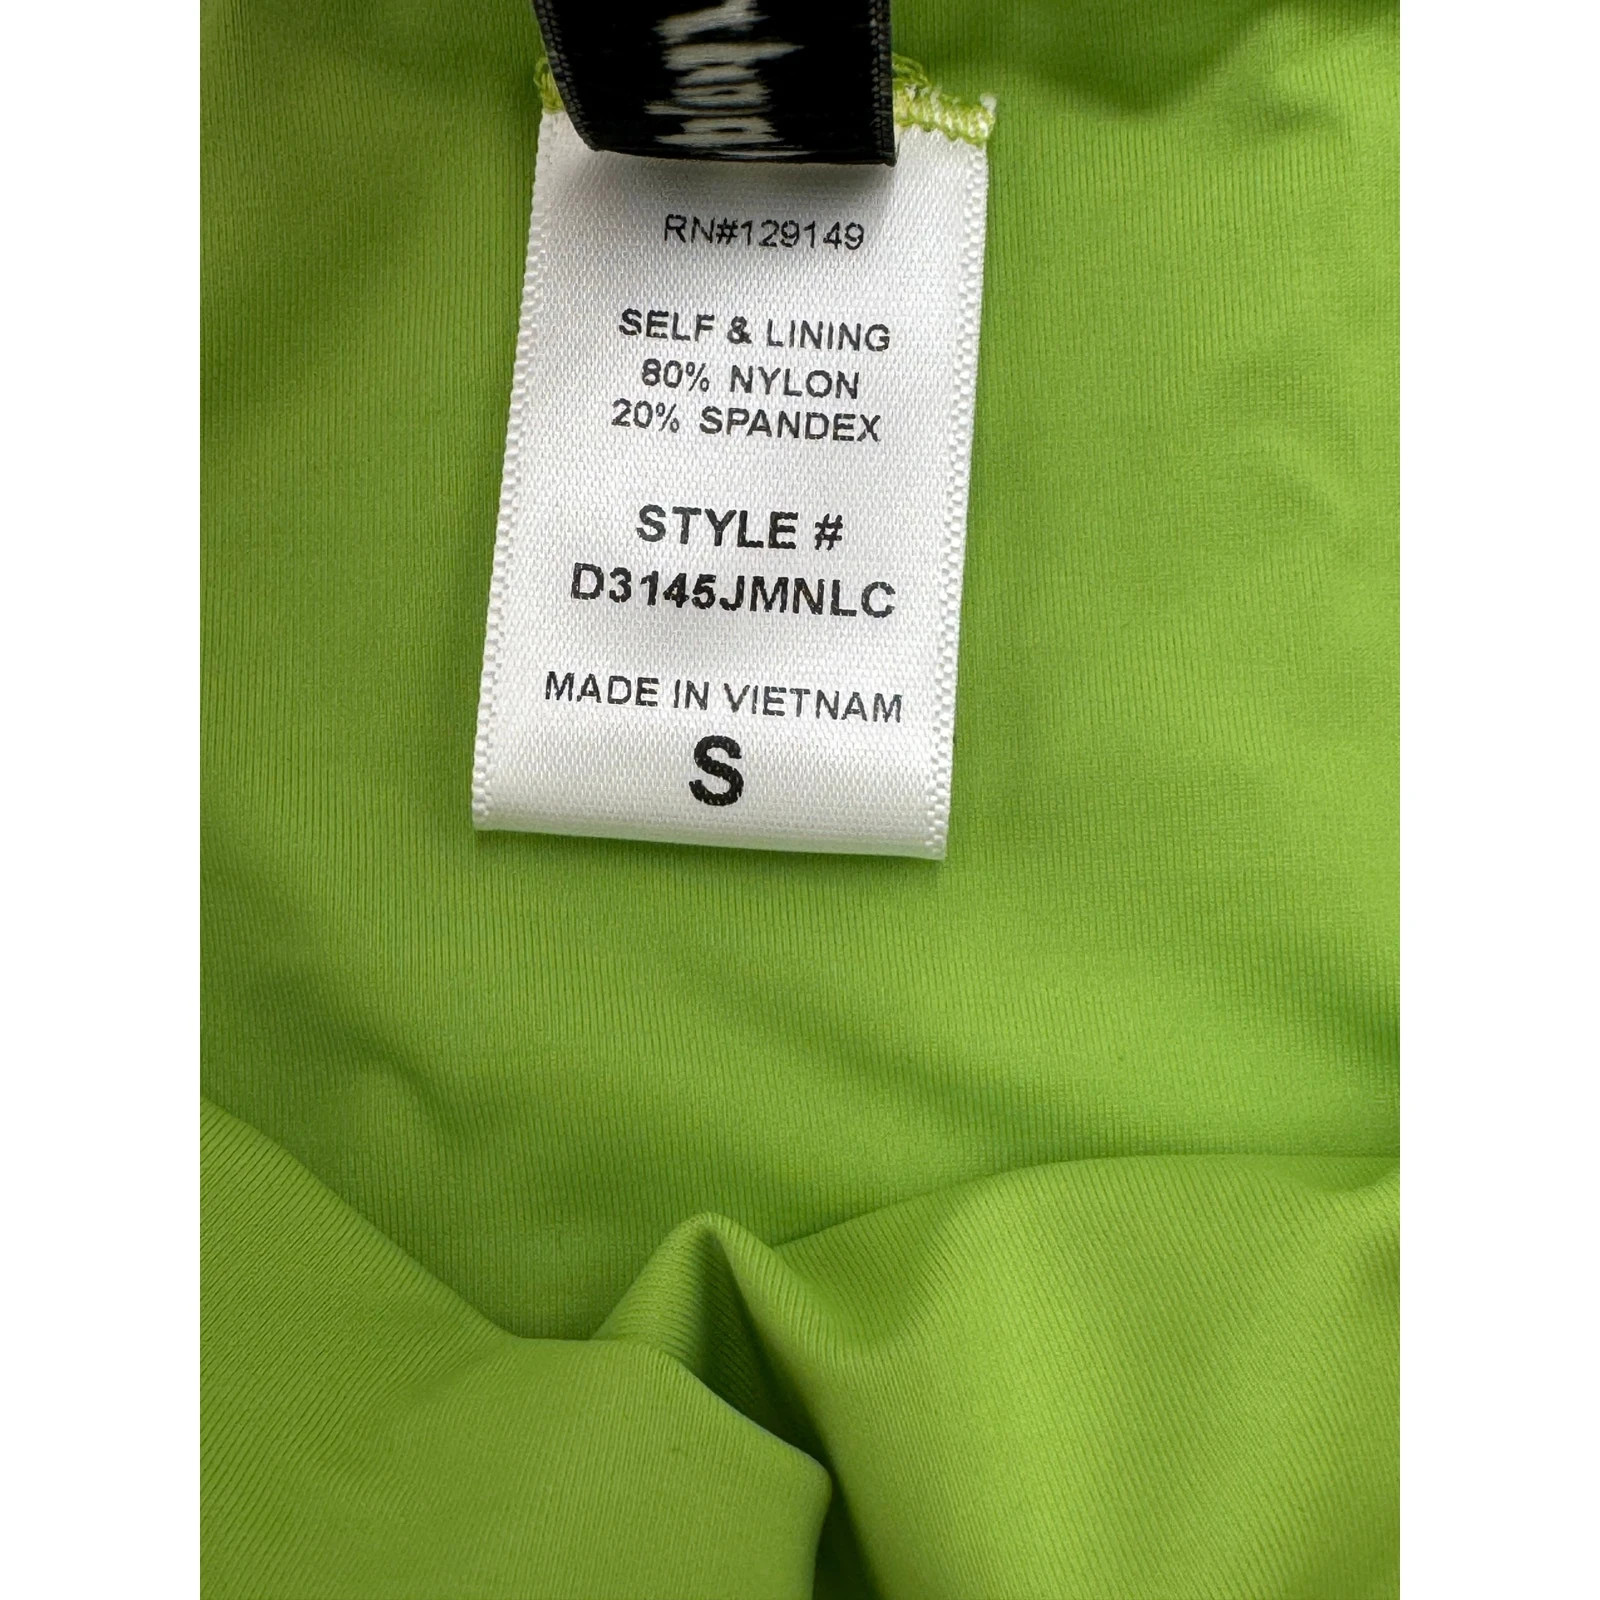 RN#129149
SELF & LINING
80% NYLON
20% SPANDEX
STYLE #
D3145JMNLC
MADE IN VIETNAM
S